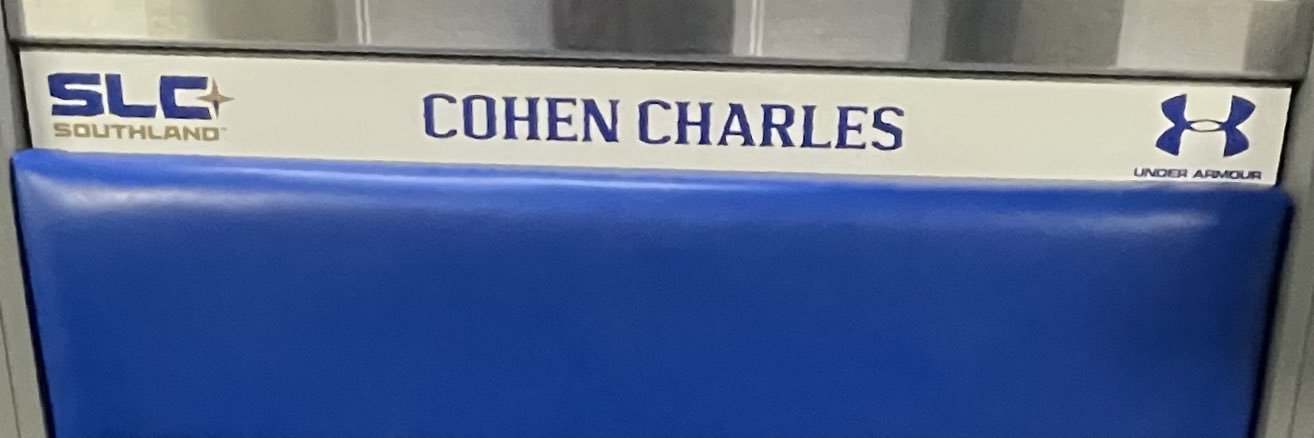 SLC
SOUTHLAND
COHEN CHARLES
UNDER ARMOUR